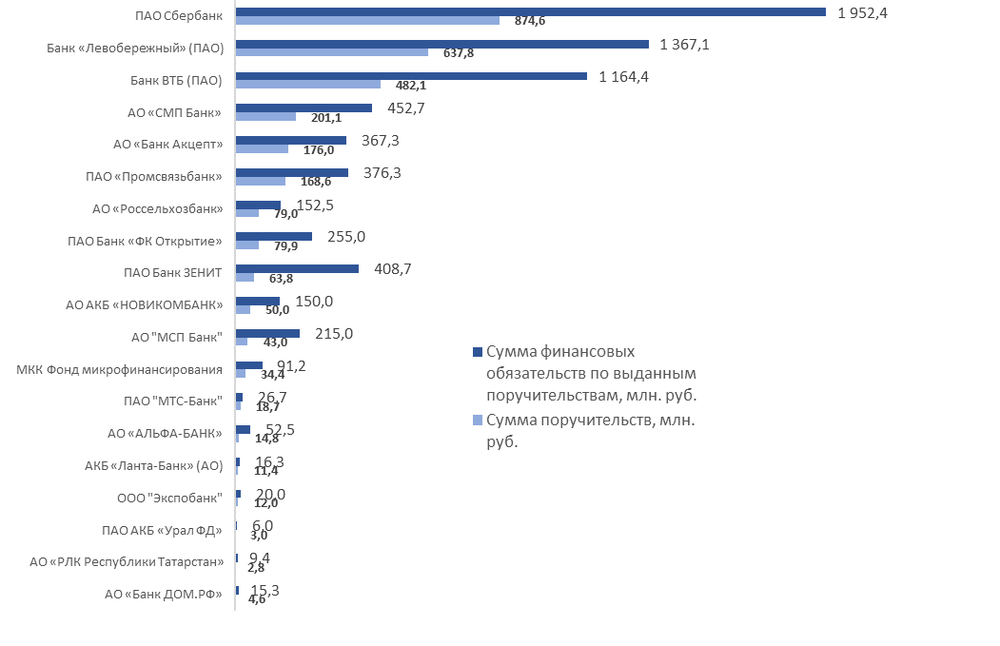 ПАО Сбербанк
1 952,4
874,6
Банк «Левобережный» (ПАО)
1 367,1
637,8
Банк ВТБ (ПАО)
1 164,4
482,1
АО «СМП Банк»
452,7
201,1
АО «Банк Акцепт»
367,3
176,0
ПАО «Промсвязьбанк»
376,3
168,6
АО «Россельхозбанк»
152,5
79,0
ПАО Банк «ФК Открытие»
255,0
79,9
ПАО Банк ЗЕНИТ
408,7
63,8
АО АКБ «НОВИКОМБАНК»
150,0
50,0
АО "МСП Банк"
215,0
43,0
МКК Фонд микрофинансирования
91,2
34,4
ПАО "МТС-Банк"
26,7
18,7
АО «АЛЬФА-БАНК»
52,5
14,8
АКБ «Ланта-Банк» (АО)
16,3
11,4
ООО "Экспобанк"
20,0
12,0
ПАО АКБ «Урал ФД»
6,0
3,0
АО «РЛК Республики Татарстан»
9,4
2,8
АО «Банк ДОМ.РФ»
15,3
4,6
Сумма финансовых
обязательств по выданным
поручительствам, млн. руб.
Сумма поручительств, млн.
руб.